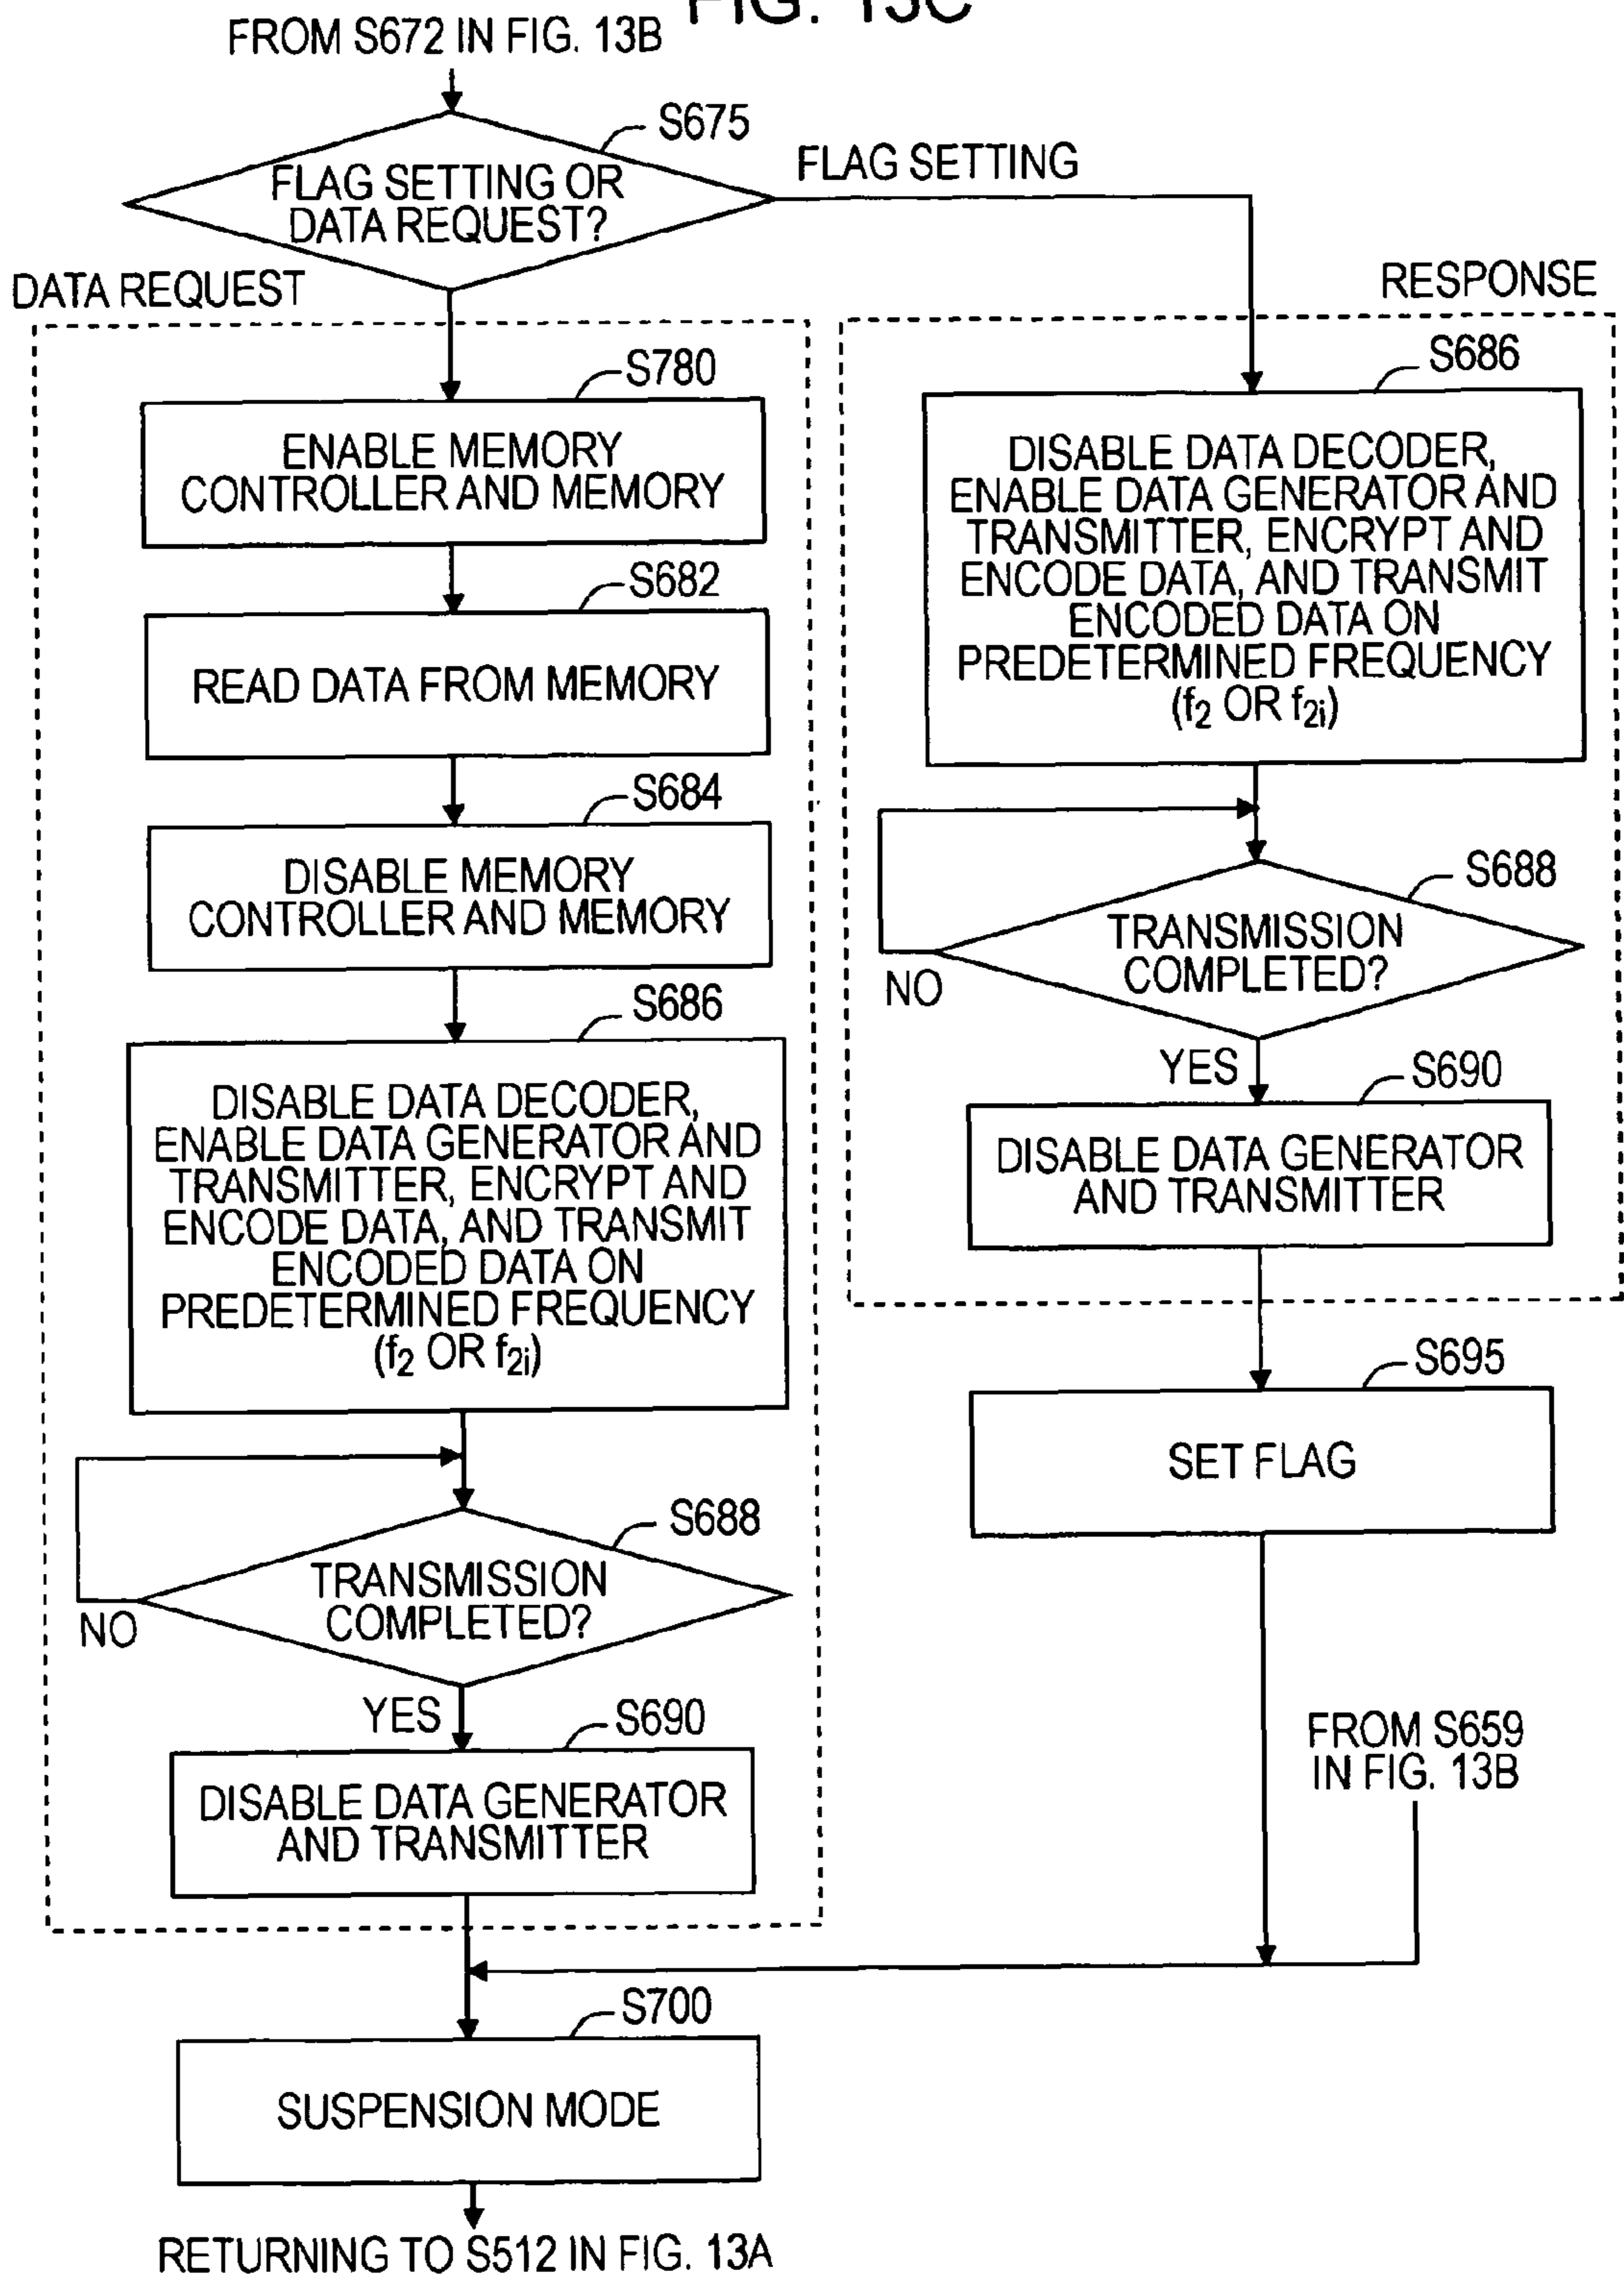 FIG. 13C
FROM S672 IN FIG. 13B
S675
FLAG SETTING OR
DATA REQUEST?
FLAG SETTING
DATA REQUEST
S780
ENABLE MEMORY
CONTROLLER AND MEMORY
S682
READ DATA FROM MEMORY
S684
DISABLE MEMORY
CONTROLLER AND MEMORY
S686
DISABLE DATA DECODER,
ENABLE DATA GENERATOR AND
TRANSMITTER, ENCRYPT AND
ENCODE DATA, AND TRANSMIT
ENCODED DATA ON
PREDETERMINED FREQUENCY
(f2 OR f2i)
S688
TRANSMISSION
COMPLETED?
NO
YES
S690
DISABLE DATA GENERATOR
AND TRANSMITTER
RESPONSE
S686
DISABLE DATA DECODER,
ENABLE DATA GENERATOR AND
TRANSMITTER, ENCRYPT AND
ENCODE DATA, AND TRANSMIT
ENCODED DATA ON
PREDETERMINED FREQUENCY
(f2 OR f2i)
S688
TRANSMISSION
COMPLETED?
NO
YES
S690
DISABLE DATA GENERATOR
AND TRANSMITTER
S695
SET FLAG
FROM S659
IN FIG. 13B
S700
SUSPENSION MODE
RETURNING TO S512 IN FIG. 13A